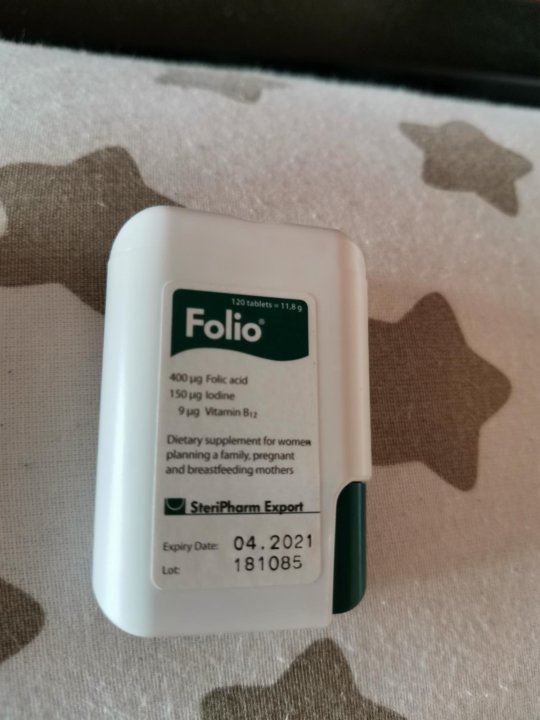 120 tablets = 11,8 g
Folio®
400 µg Folic acid
150 µg Iodine
9 µg Vitamin B12
Dietary supplement for women
planning a family, pregnant
and breastfeeding mothers
SteriPharm Export
Expiry Date: 04.2021
Lot: 181085